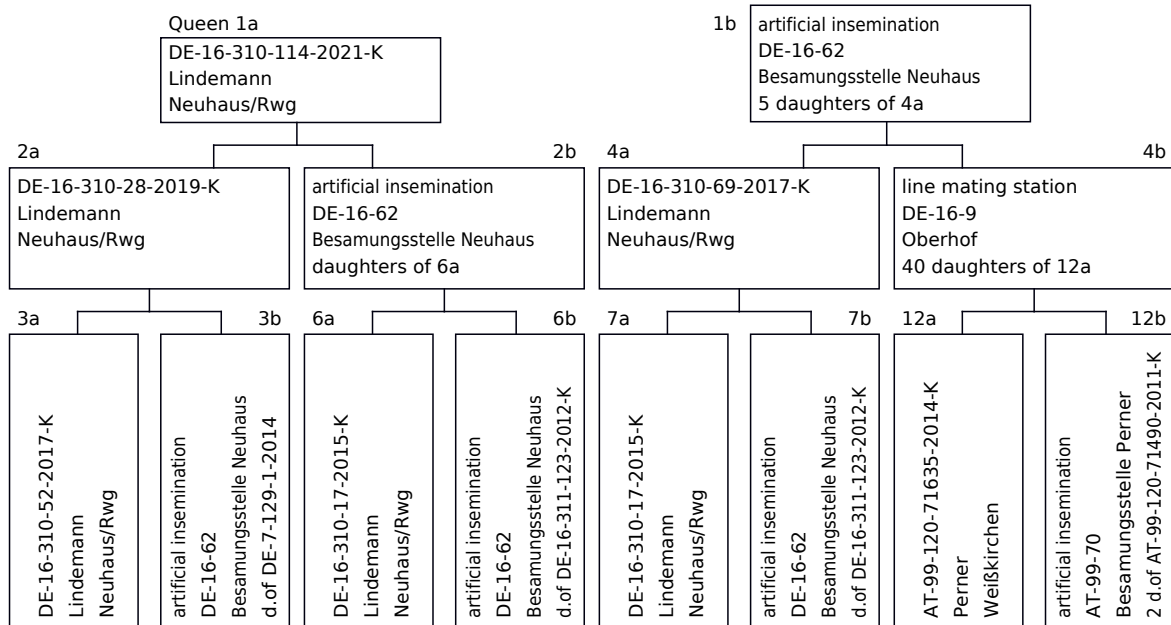 Queen 1a
DE-16-310-114-2021-K
Lindemann
Neuhaus/Rwg
1b
artificial insemination
DE-16-62
Besamungsstelle Neuhaus
5 daughters of 4a
2a
DE-16-310-28-2019-K
Lindemann
Neuhaus/Rwg
2b
artificial insemination
DE-16-62
Besamungsstelle Neuhaus
daughters of 6a
4a
DE-16-310-69-2017-K
Lindemann
Neuhaus/Rwg
4b
line mating station
DE-16-9
Oberhof
40 daughters of 12a
3a
DE-16-310-52-2017-K
Lindemann
Neuhaus/Rwg
3b
artificial insemination
DE-16-62
Besamungsstelle Neuhaus
d.of DE-7-129-1-2014
6a
DE-16-310-17-2015-K
Lindemann
Neuhaus/Rwg
6b
artificial insemination
DE-16-62
Besamungsstelle Neuhaus
d.of DE-16-311-123-2012-K
7a
DE-16-310-17-2015-K
Lindemann
Neuhaus/Rwg
7b
artificial insemination
DE-16-62
Besamungsstelle Neuhaus
d.of DE-16-311-123-2012-K
12a
AT-99-120-71635-2014-K
Perner
Weißkirchen
12b
artificial insemination
AT-99-70
Besamungsstelle Perner
2 d.of AT-99-120-71490-2011-K